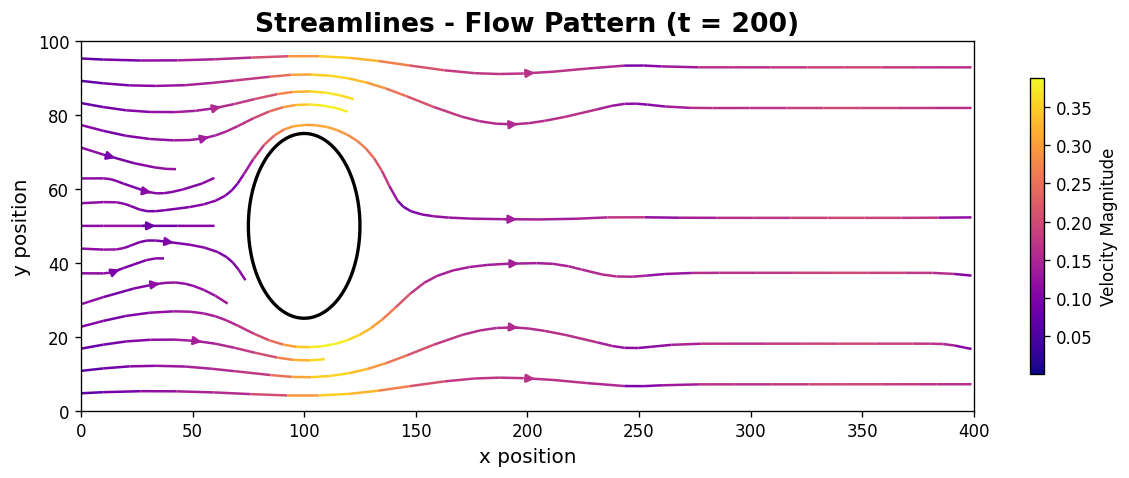 Streamlines - Flow Pattern (t = 200)
100
80
60
40
20
0
y position
0 50 100 150 200 250 300 350 400
x position
0.35
0.30
0.25
0.20
0.15
0.10
0.05
Velocity Magnitude